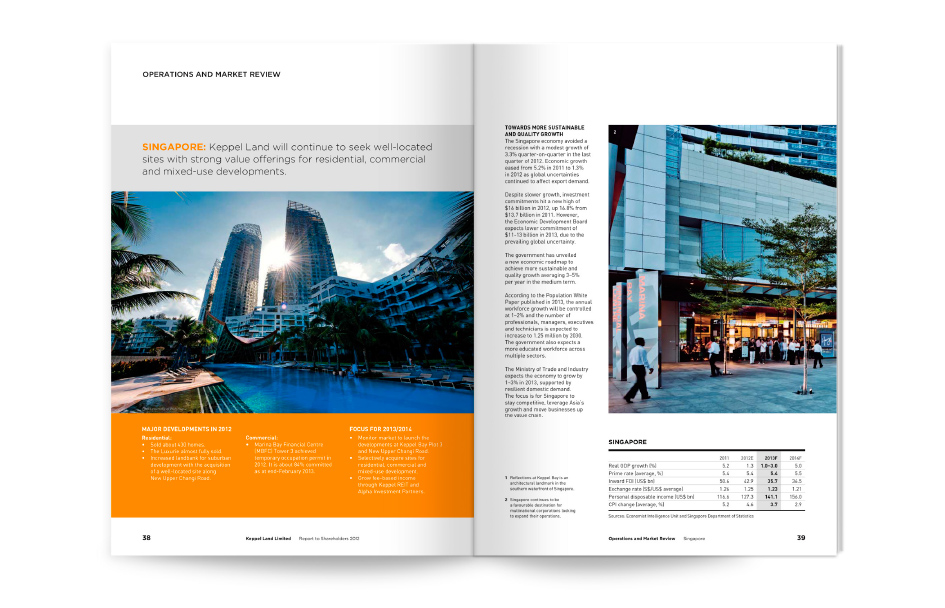 OPERATIONS AND MARKET REVIEW
SINGAPORE: Keppel Land will continue to seek well-located
sites with strong value offerings for residential, commercial
and mixed-use developments.
MAJOR DEVELOPMENTS IN 2012
Residential:
• Sold about 430 homes.
• The Luxurie almost fully sold.
• Increased landbank for suburban
development with the acquisition
of a well-located site along
New Upper Changi Road.
Commercial:
• Marina Bay Financial Centre
(MBFC) Tower 3 achieved
temporary occupation permit in
2012. It is about 84% committed
as at end-February 2013.
FOCUS FOR 2013/2014
• Monitor market to launch the
developments at Keppel Bay Plot 3
and New Upper Changi Road.
• Selectively acquire sites for
residential, commercial and
mixed-use development.
• Grow fee-based income
through Keppel REIT and
Alpha Investment Partners.
38
Keppel Land Limited Report to Shareholders 2012
TOWARDS MORE SUSTAINABLE
AND QUALITY GROWTH
The Singapore economy avoided a
recession with a modest growth of
3.3% quarter-on-quarter in the last
quarter of 2012. Economic growth
eased from 5.2% in 2011 to 1.3%
in 2012 as global uncertainties
continued to affect export demand.
Despite slower growth, investment
commitments hit a new high of
$16 billion in 2012, up 16.8% from
$13.7 billion in 2011. However,
the Economic Development Board
expects lower commitment of
$11-13 billion in 2013, due to the
prevailing global uncertainty.
The government has unveiled
a new economic roadmap to
achieve more sustainable and
quality growth averaging 3-5%
per year in the medium term.
According to the Population White
Paper published in 2013, the annual
workforce growth will be controlled
at 1-2% and the number of
professionals, managers, executives
and technicians is expected to
increase to 1.25 million by 2030.
The government also expects a
more educated workforce across
multiple sectors.
The Ministry of Trade and Industry
expects the economy to grow by
1-3% in 2013, supported by
resilient domestic demand.
The focus is for Singapore to
stay competitive, leverage Asia's
growth and move businesses up
the value chain.
1 Reflections at Keppel Bay is an
architectural landmark in the
southern waterfront of Singapore.
2 Singapore continues to be
a favourable destination for
multinational corporations looking
to expand their operations.
2
SINGAPORE
2011 2012E 2013F 2014F
Real GDP growth (%) 5.2 1.3 1.0-3.0 5.0
Prime rate (average, %) 5.4 5.4 5.4 5.5
Inward FDI (US$ bn) 50.4 42.9 35.7 34.5
Exchange rate (S$/US$ average) 1.26 1.25 1.23 1.21
Personal disposable income (US$ bn) 116.6 127.3 141.1 156.0
CPI change (average, %) 5.2 4.6 3.7 2.9
Sources: Economist Intelligence Unit and Singapore Department of Statistics
Operations and Market Review Singapore
39